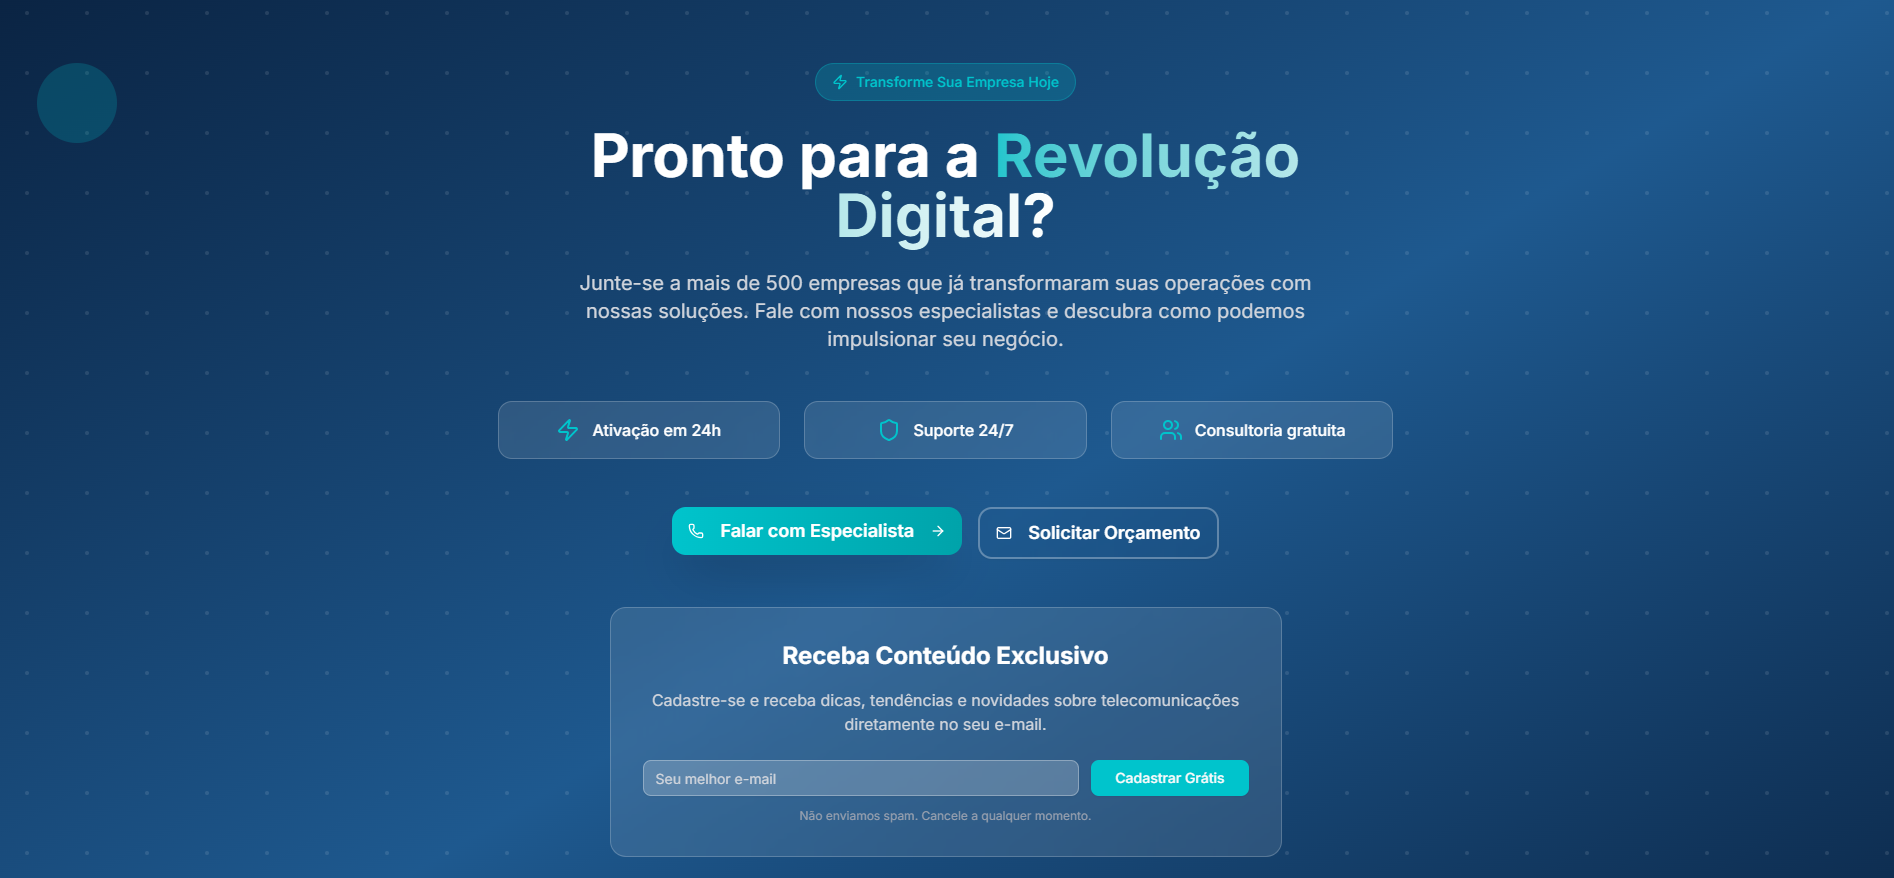 Transforme Sua Empresa Hoje
Pronto para a Revolução
Digital?
Junte-se a mais de 500 empresas que já transformaram suas operações com
nossas soluções. Fale com nossos especialistas e descubra como podemos
impulsionar seu negócio.
Ativação em 24h
Suporte 24/7
Consultoria gratuita
Falar com Especialista
Solicitar Orçamento
Receba Conteúdo Exclusivo
Cadastre-se e receba dicas, tendências e novidades sobre telecomunicações
diretamente no seu e-mail.
Seu melhor e-mail
Cadastrar Grátis
Não enviamos spam. Cancele a qualquer momento.